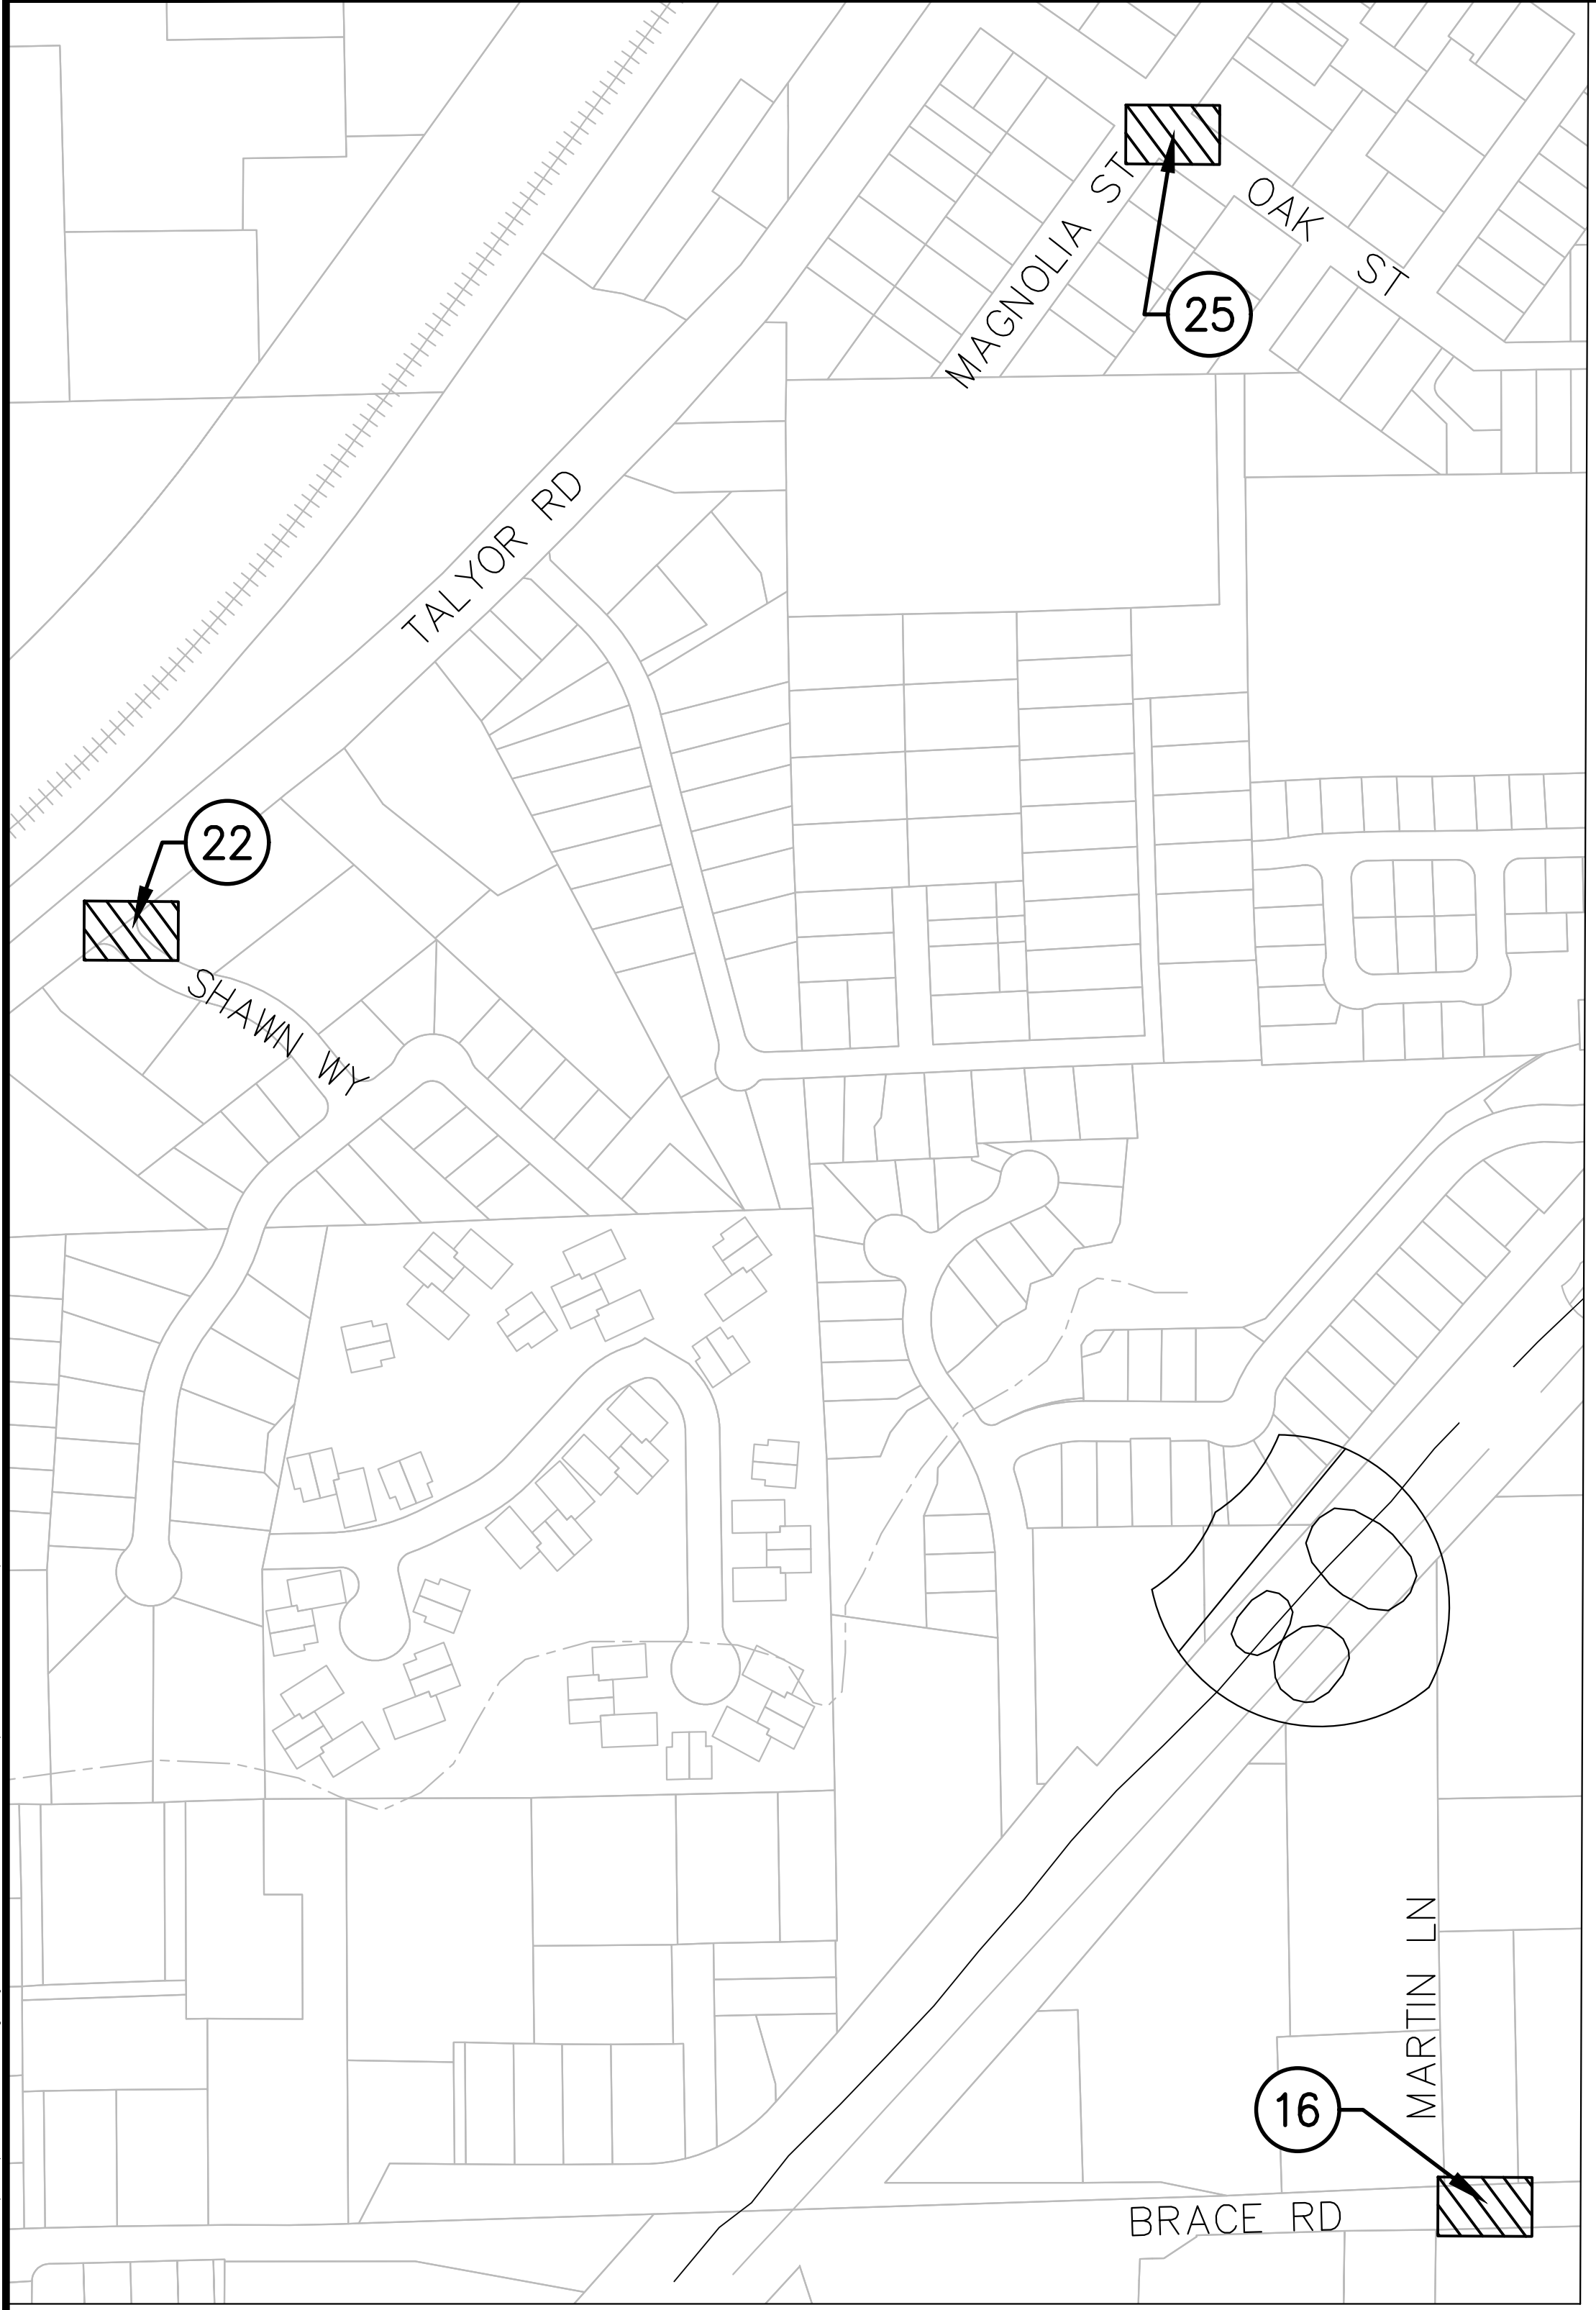 MAGNOLIA ST
OAK ST
25
TALYOR RD
22
SHAWN WY
MARTIN LN
16
BRACE RD